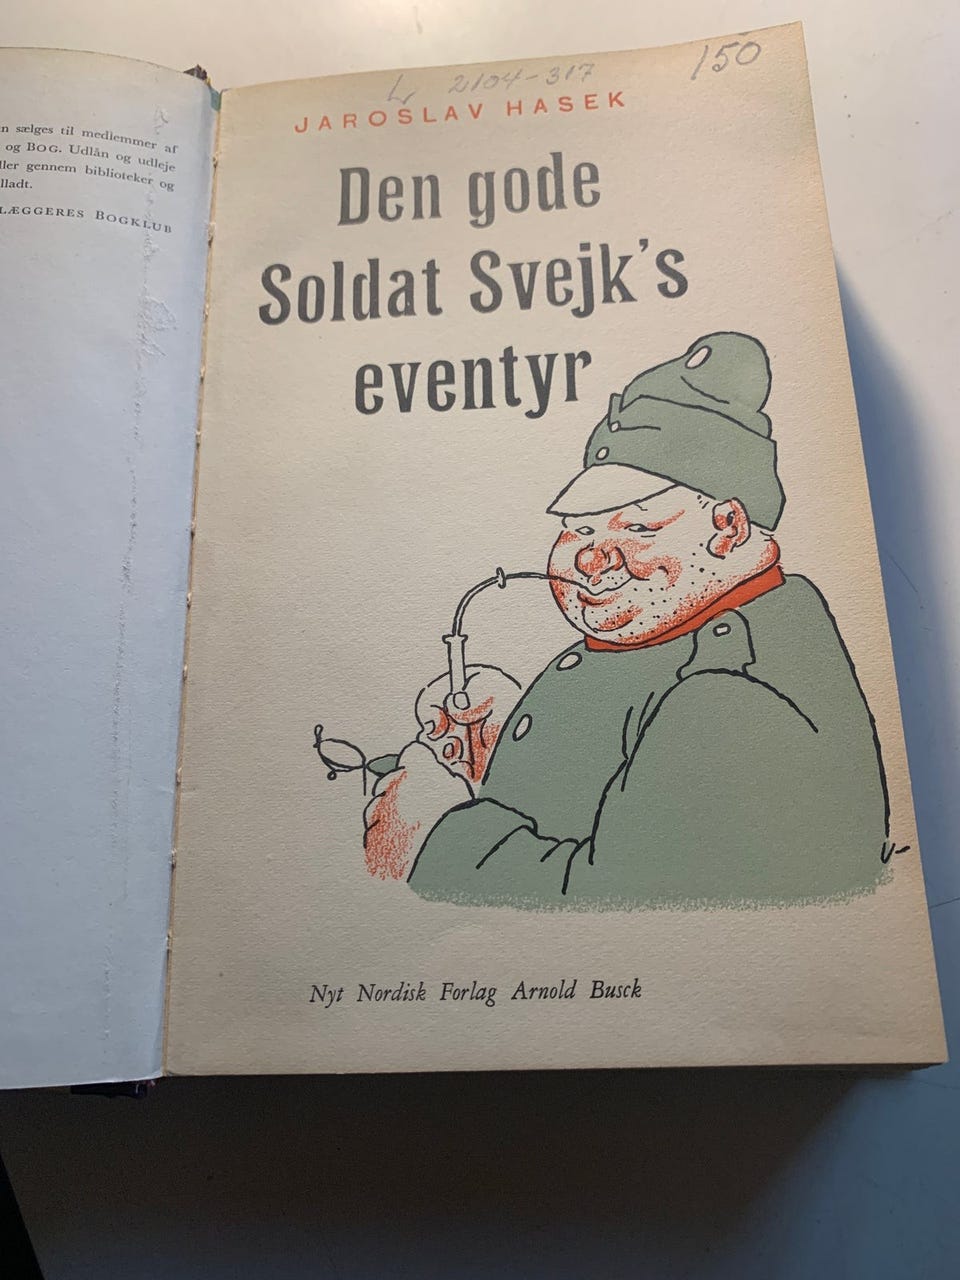 n sælges til medlemmer af
og BOG. Udlån og udleje
ller gennem biblioteker og
lladt.
LÆGGERES BOGKLUB
2104-317
150
JAROSLAV HASEK
Den gode
Soldat Svejk's
eventyr
Nyt Nordisk Forlag Arnold Busck